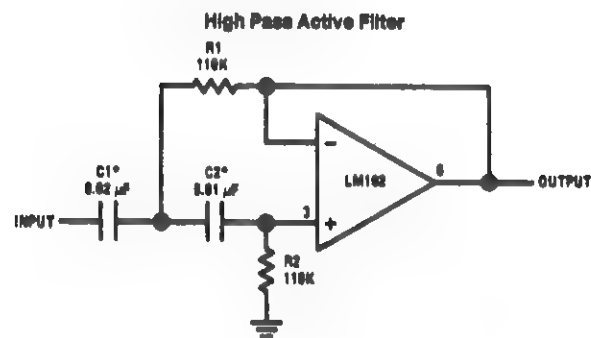 High Pass Active Filter
R1
110K
C1*
0.02 µF
C2*
0.01 µF
−
LM102
6
OUTPUT
INPUT
3
+
R2
110K